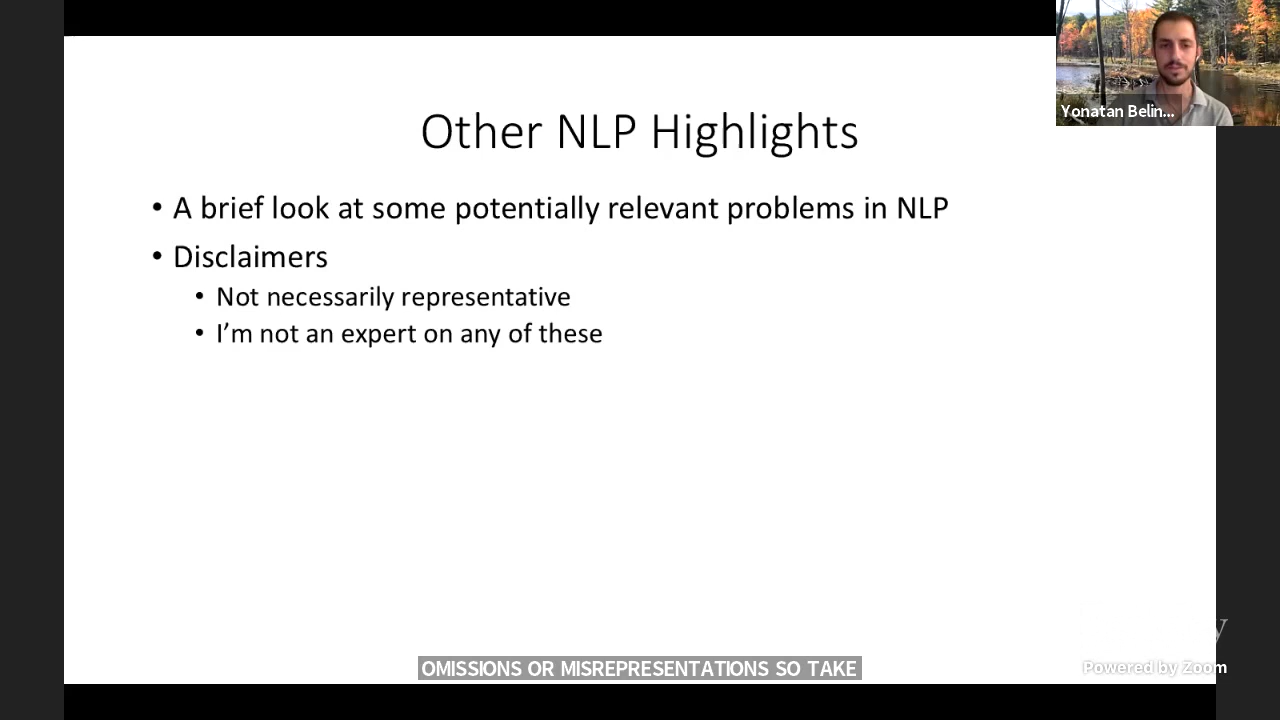 Yonatan Belin...
Other NLP Highlights
• A brief look at some potentially relevant problems in NLP
• Disclaimers
• Not necessarily representative
• I’m not an expert on any of these
OMISSIONS OR MISREPRESENTATIONS SO TAKE
Powered by Zoom